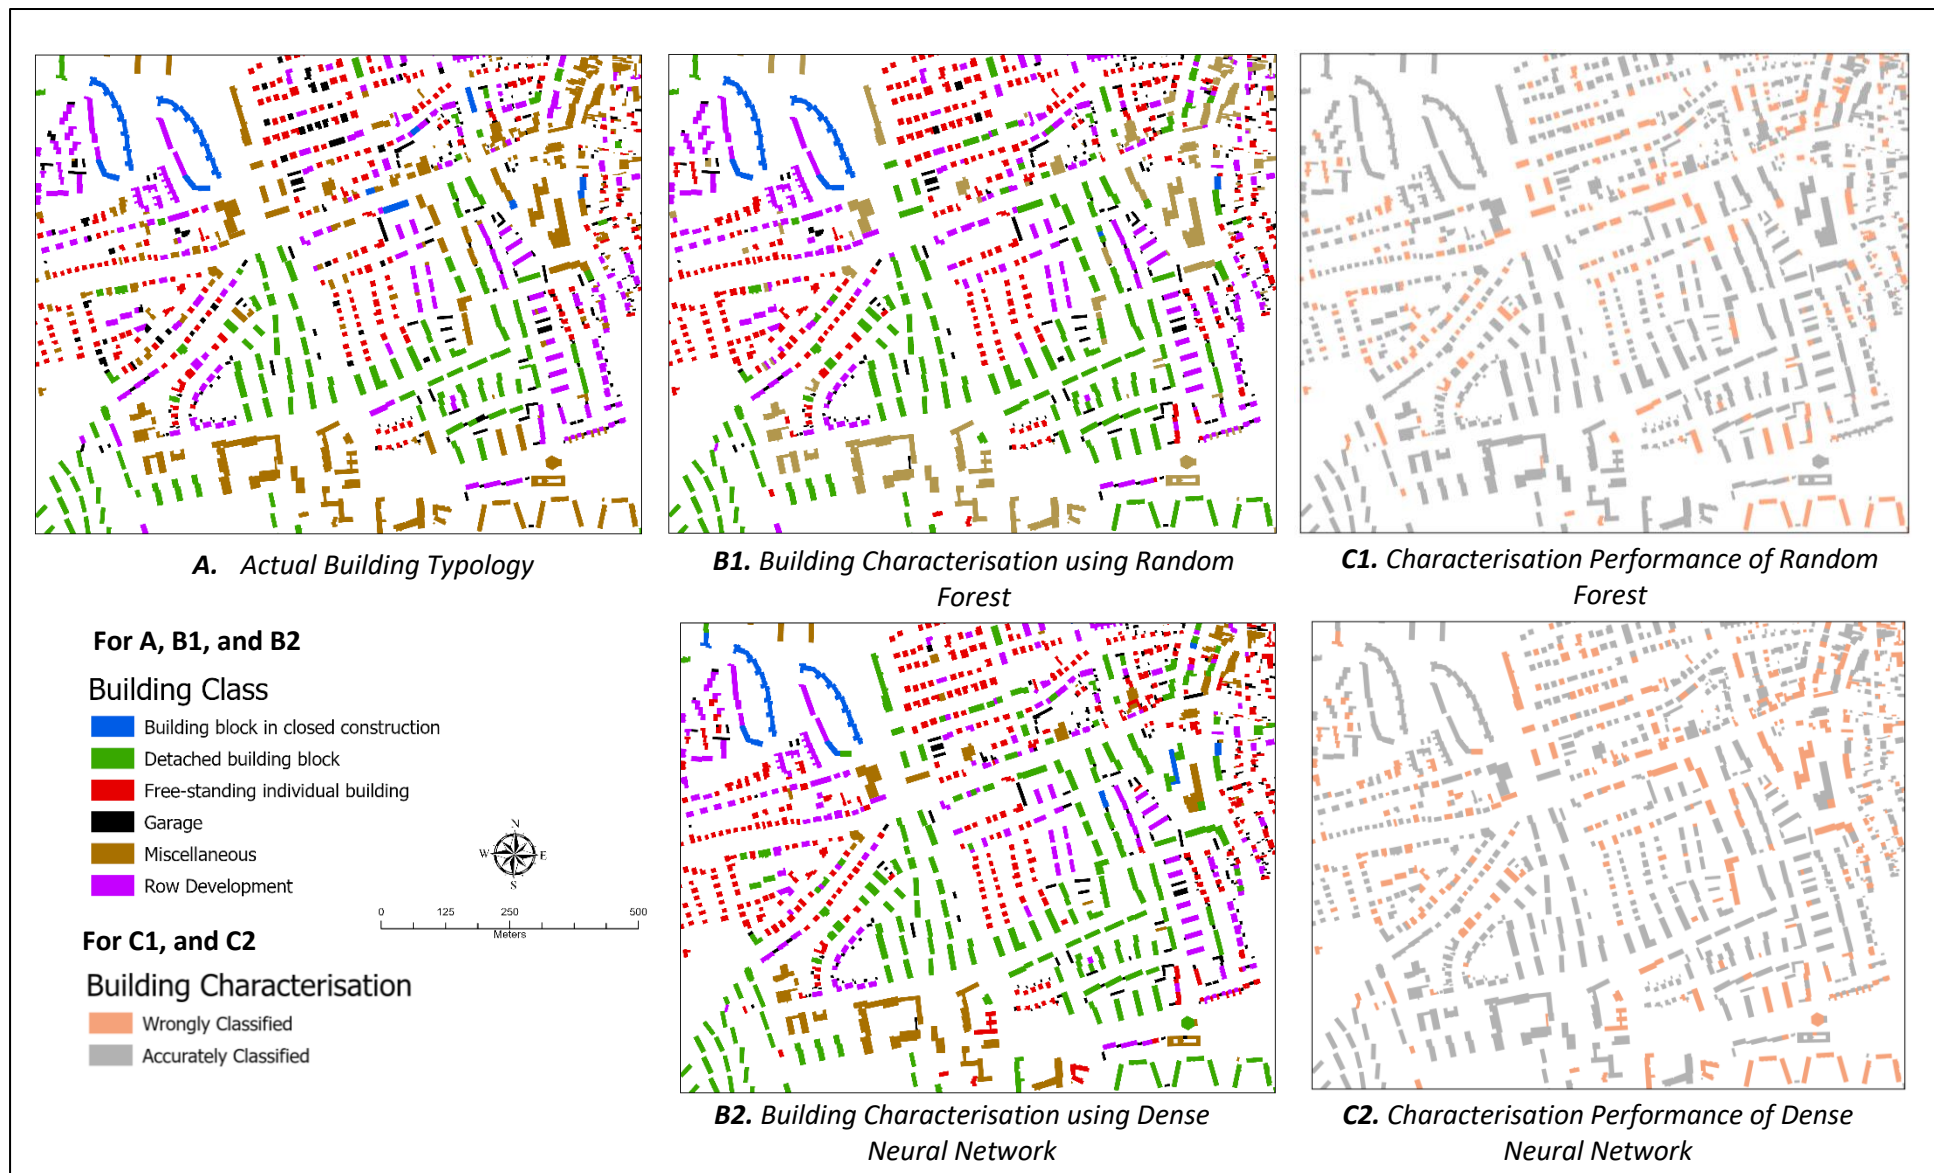 A. Actual Building Typology
B1. Building Characterisation using Random
Forest
C1. Characterisation Performance of Random
Forest
For A, B1, and B2
Building Class
Building block in closed construction
Detached building block
Free-standing individual building
Garage
Miscellaneous
Row Development
N
W E
S
0 125 250 500
Meters
For C1, and C2
Building Characterisation
Wrongly Classified
Accurately Classified
B2. Building Characterisation using Dense
Neural Network
C2. Characterisation Performance of Dense
Neural Network